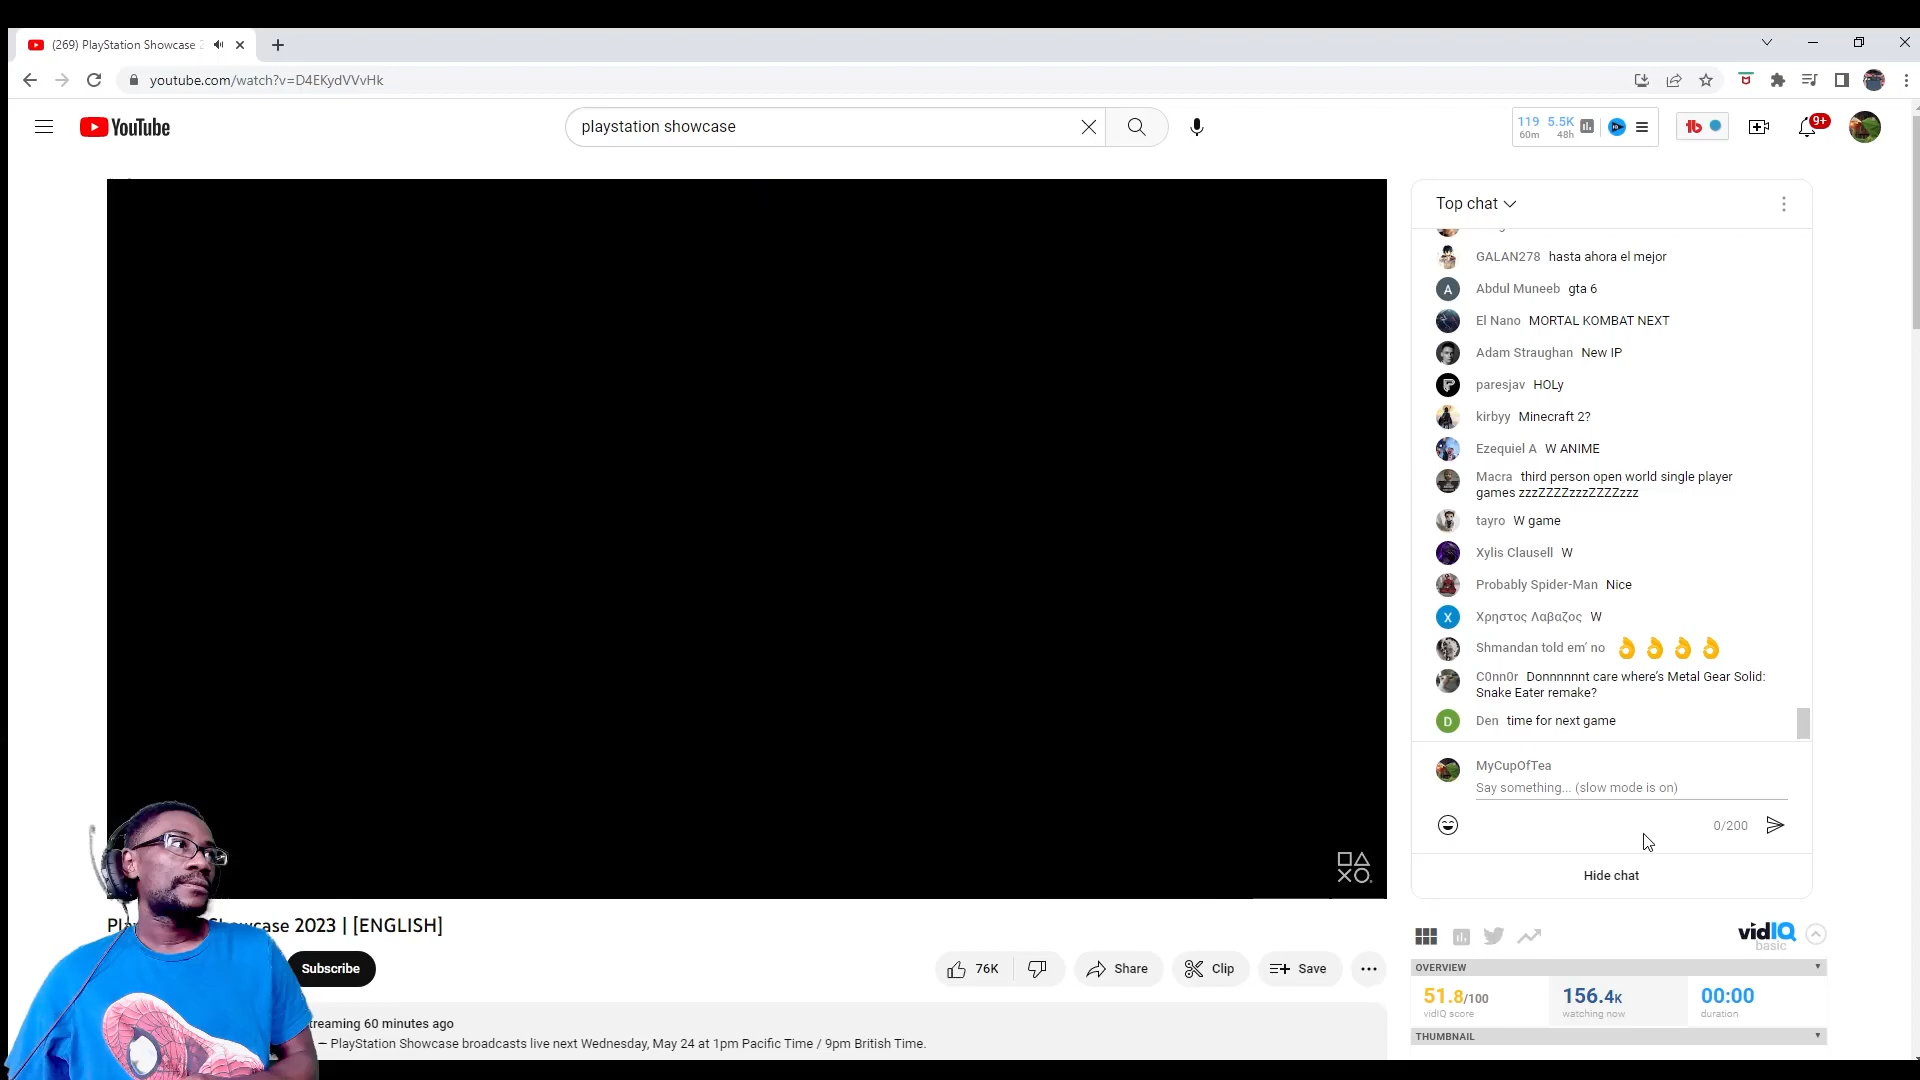 (269) PlayStation Showcase 2
youtube.com/watch?v=D4EKydVVvHk
YouTube
playstation showcase
119 5.5K
60m 48h
9+
Top chat
GALAN278 hasta ahora el mejor
A Abdul Muneeb gta 6
El Nano MORTAL KOMBAT NEXT
Adam Straughan New IP
paresjav HOLy
kirbyy Minecraft 2?
Ezequiel A W ANIME
Macra third person open world single player
games zzzZZZZzzzZZZZzzz
tayro W game
Xylis Clausell W
Probably Spider-Man Nice
X Χρηστος Λαβαζος W
Shmandan told em' no 👌 👌 👌 👌
C0nn0r Donnnnnnt care where's Metal Gear Solid:
Snake Eater remake?
D Den time for next game
MyCupOfTea
Say something... (slow mode is on)
0/200
Hide chat
Pla
case 2023 | [ENGLISH]
Subscribe
76K
Share
Clip
Save
treaming 60 minutes ago
– PlayStation Showcase broadcasts live next Wednesday, May 24 at 1pm Pacific Time / 9pm British Time.
vidIQ
basic
OVERVIEW
51.8/100
vidIQ score
156.4K
watching now
00:00
duration
THUMBNAIL